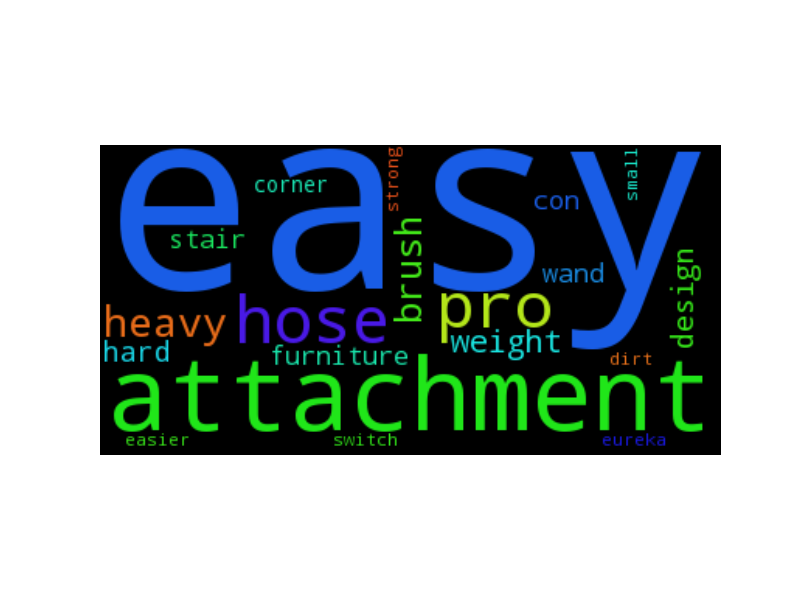 easy
strong
small
corner
con
stair
brush
wand
design
heavy
hose
pro
weight
hard
furniture
dirt
attachment
easier
switch
eureka